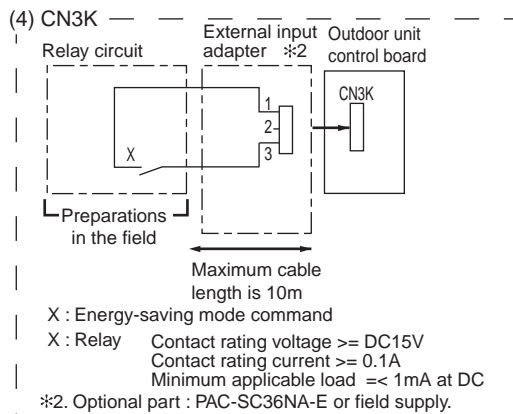 (4) CN3K
External input
adapter ✻2
Outdoor unit
control board
Relay circuit
CN3K
1
2
3
X
Preparations
in the field
Maximum cable
length is 10m
X : Energy-saving mode command
X : Relay Contact rating voltage >= DC15V
Contact rating current >= 0.1A
Minimum applicable load =< 1mA at DC
✻2. Optional part : PAC-SC36NA-E or field supply.